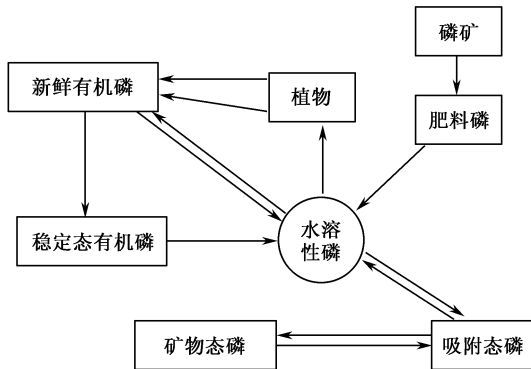 磷矿
新鲜有机磷
植物
肥料磷
稳定态有机磷
水溶
性磷
矿物态磷
吸附态磷